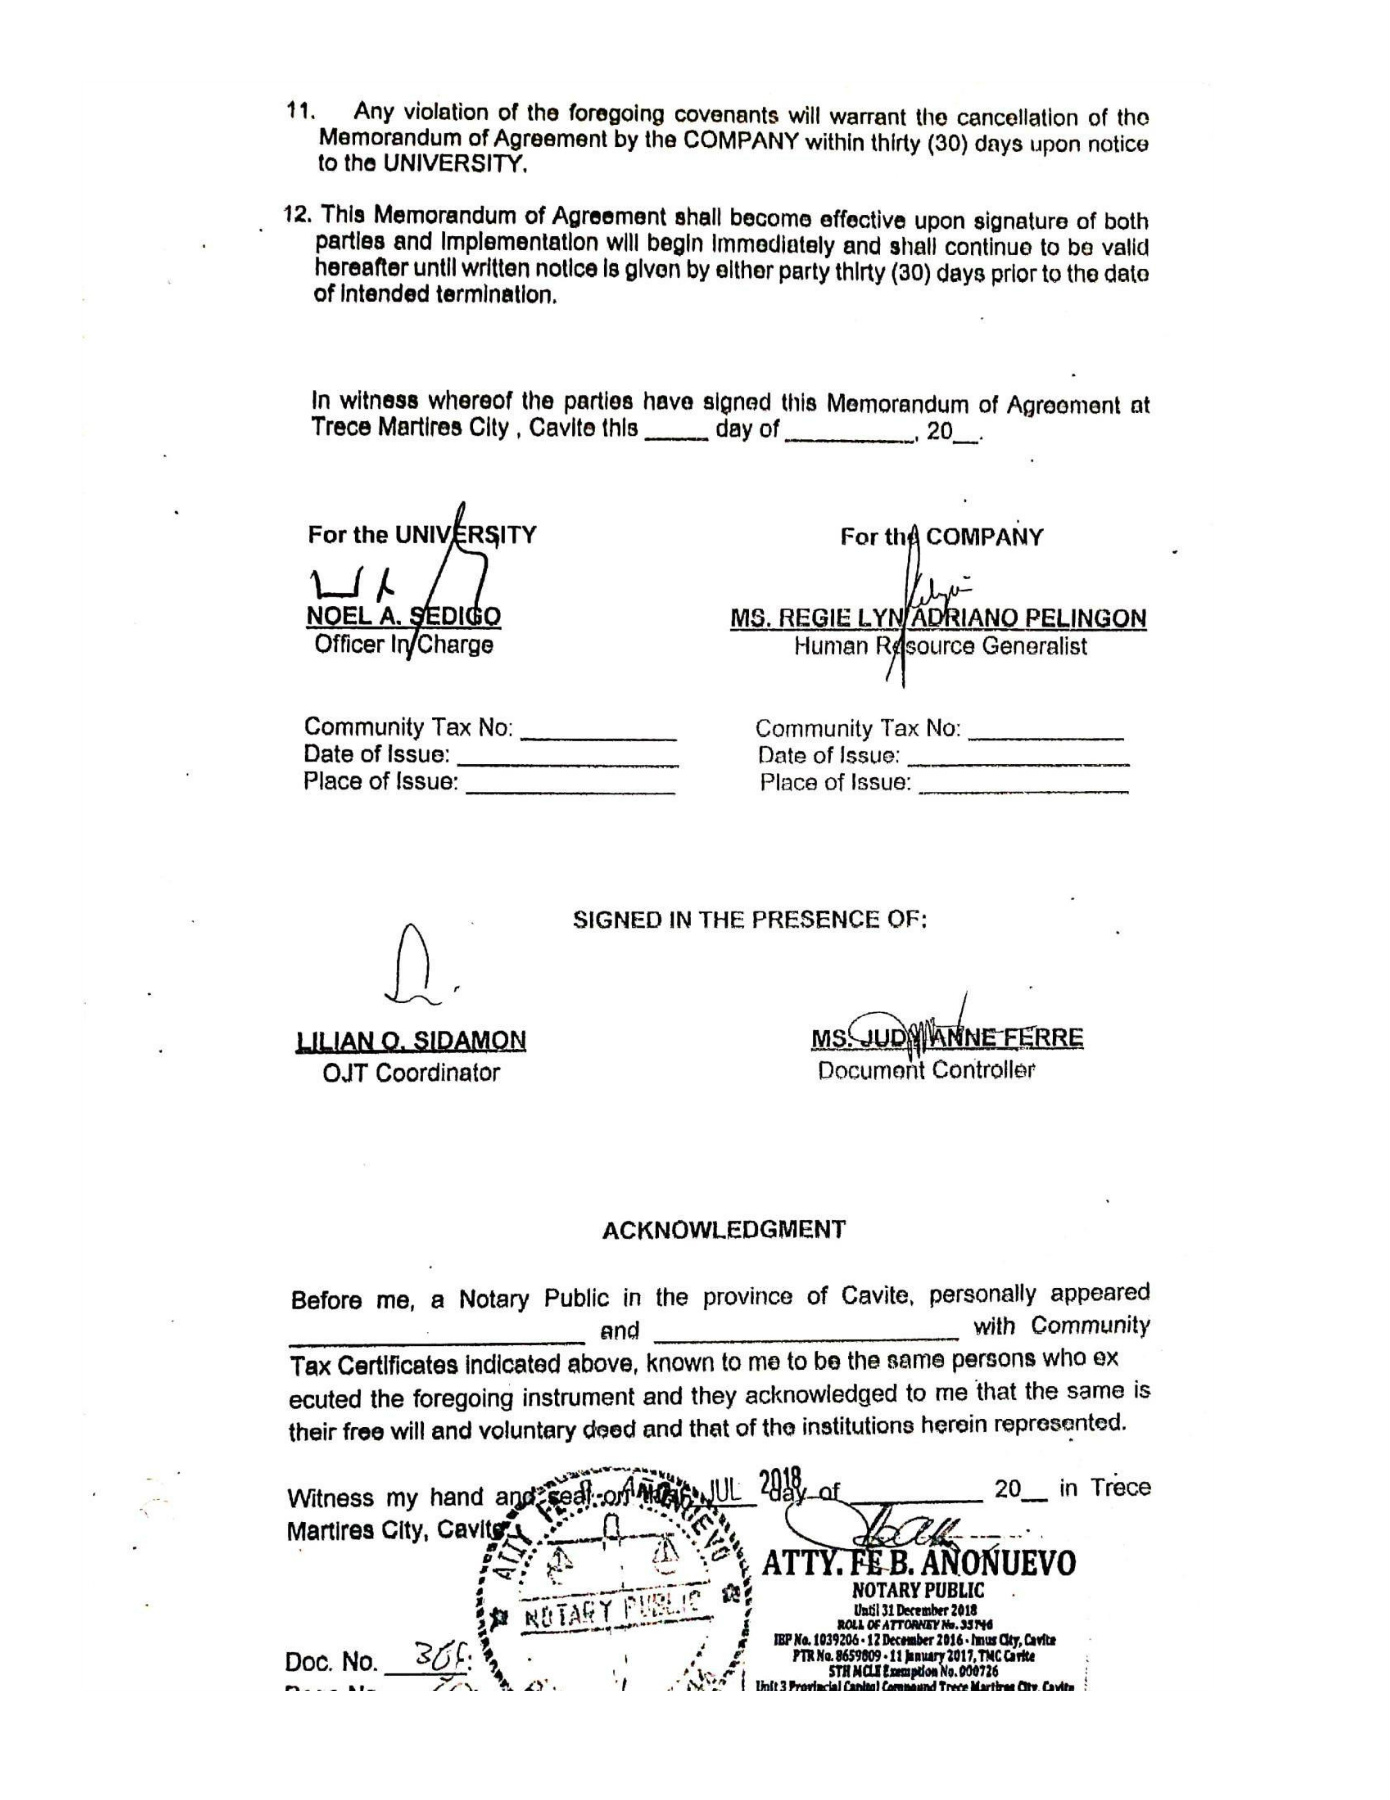 11. Any violation of the foregoing covenants will warrant the cancellation of the
Memorandum of Agreement by the COMPANY within thirty (30) days upon notice
to the UNIVERSITY.
12. This Memorandum of Agreement shall become effective upon signature of both
parties and implementation will begin immediately and shall continue to be valid
hereafter until written notice is given by either party thirty (30) days prior to the date
of intended termination.
In witness whereof the parties have signed this Memorandum of Agreement at
Trece Martires City , Cavite this _____ day of __________, 20__.
For the UNIVERSITY
NOEL A. SEDIGO
Officer In Charge
For the COMPANY
MS. REGIE LYN ADRIANO PELINGON
Human Resource Generalist
Community Tax No: ____________
Date of Issue: ____________
Place of Issue: ____________
Community Tax No: ____________
Date of Issue: ____________
Place of Issue: ____________
SIGNED IN THE PRESENCE OF:
LILIAN O. SIDAMON
OJT Coordinator
MS. JUDY ANNE FERRE
Document Controller
ACKNOWLEDGMENT
Before me, a Notary Public in the province of Cavite, personally appeared
____________ and ____________ with Community
Tax Certificates indicated above, known to me to be the same persons who ex
ecuted the foregoing instrument and they acknowledged to me that the same is
their free will and voluntary deed and that of the institutions herein represented.
Witness my hand and seal on this JUL 2018 day of __________ 20__ in Trece
Martires City, Cavite
ATTY. FE B. AÑOÑUEVO
NOTARY PUBLIC
ATTY. FE B. AÑOÑUEVO
NOTARY PUBLIC
Until 31 December 2018
ROLL OF ATTORNEY No. 35746
IBP No. 1039206 - 12 December 2016 - Imus City, Cavite
PTR No. 8659809 - 11 January 2017, TMC Cavite
5TH MCLE Exemption No. 000726
Unit 3 Provincial Capitol Compound Trece Martires City, Cavite
Doc. No.